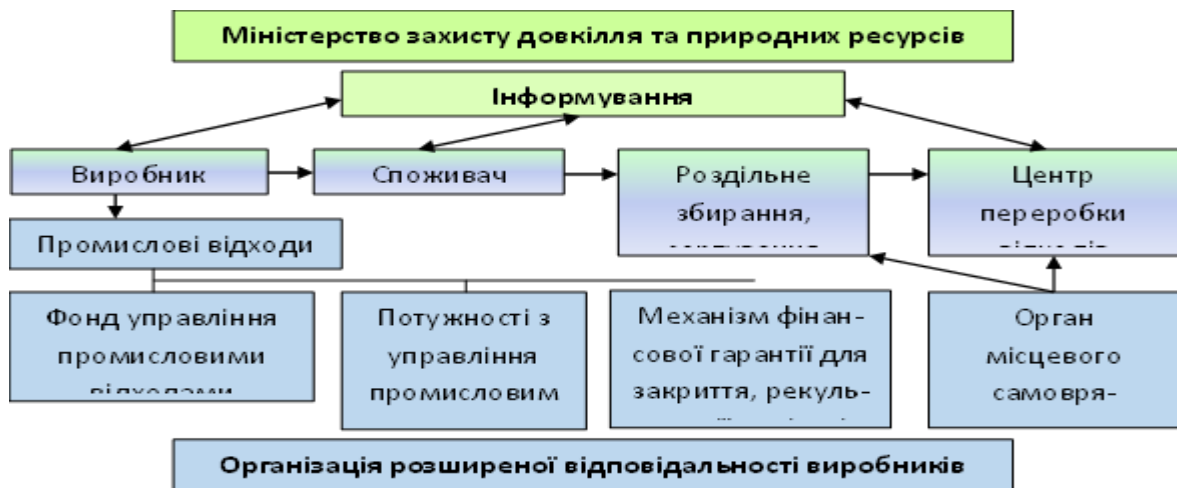 Міністерство захисту довкілля та природних ресурсів
Інформування
Виробник
Споживач
Роздільне
збирання,
Центр
переробки
Промислові відходи
Фонд управління
промисловими
відходами
Потужності з
управління
промисловим
Механізм фінан-
сової гарантії для
закриття, рекуль-
Орган
місцевого
самовря-
Організація розширеної відповідальності виробників